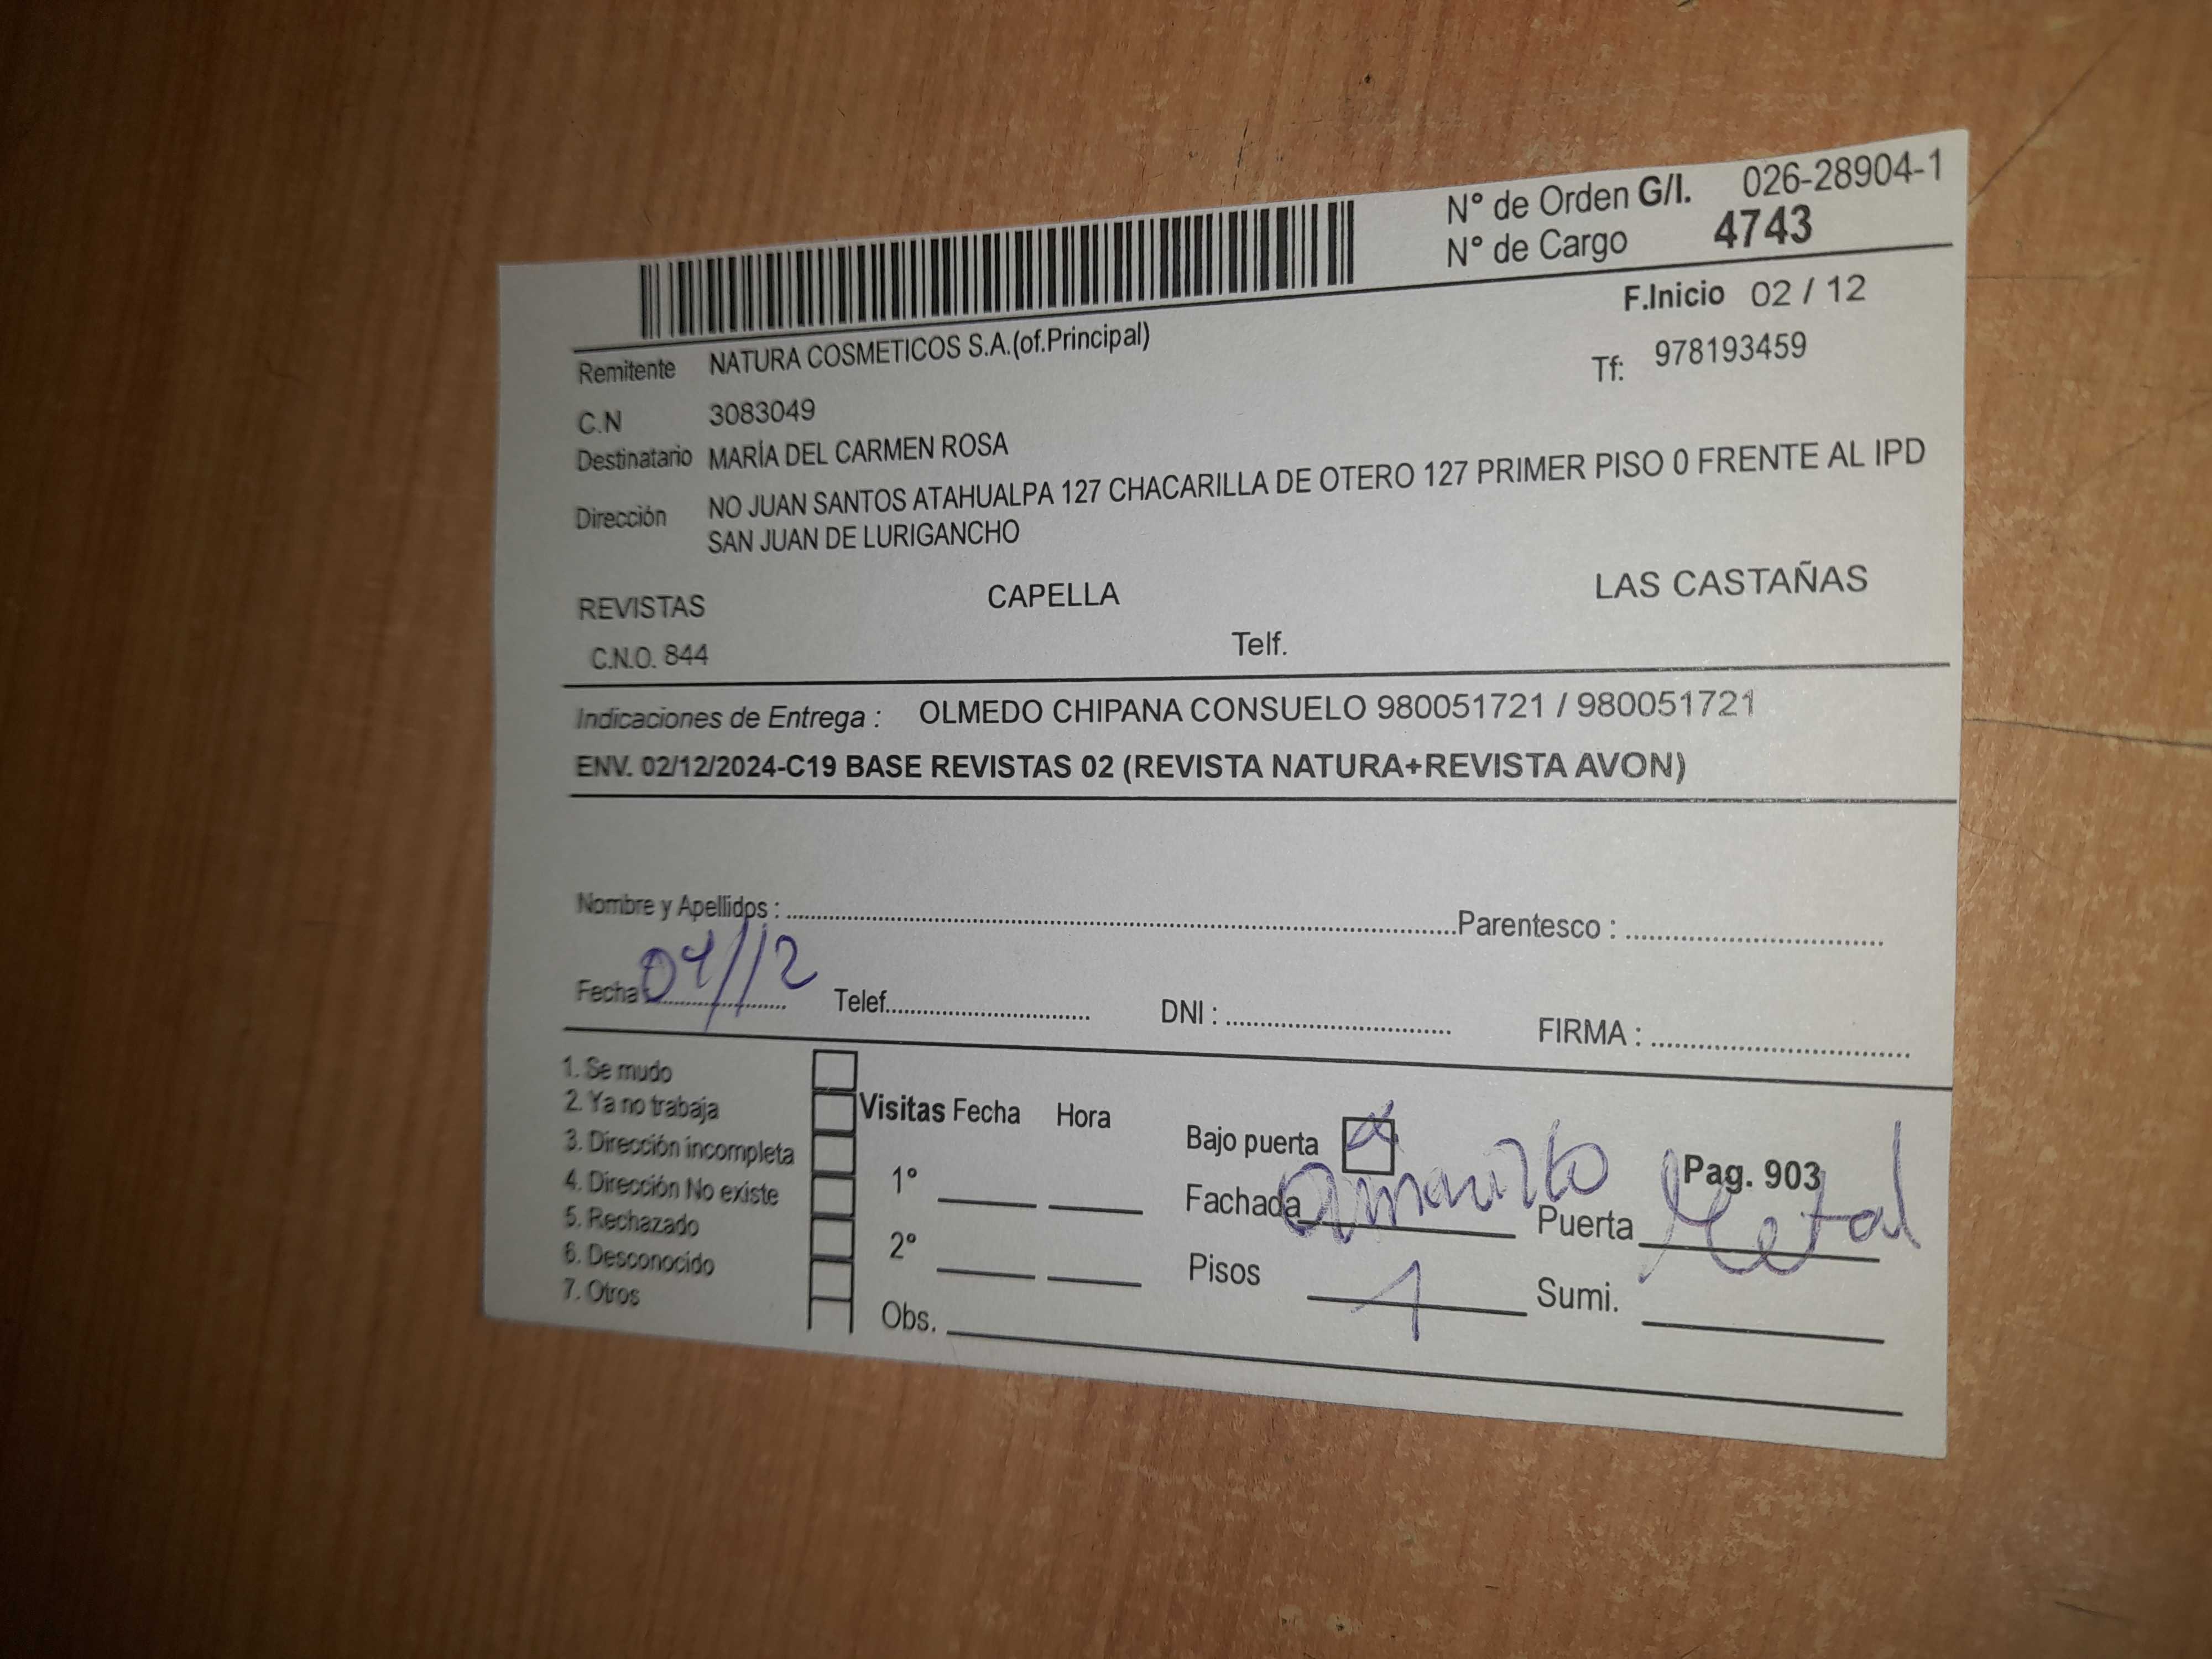 N° de Orden G/I. 026-28904-1
N° de Cargo 4743
F.Inicio 02 / 12
Remitente NATURA COSMETICOS S.A.(of.Principal)
Tf: 978193459
C.N 3083049
Destinatario MARÍA DEL CARMEN ROSA
Dirección NO JUAN SANTOS ATAHUALPA 127 CHACARILLA DE OTERO 127 PRIMER PISO 0 FRENTE AL IPD
SAN JUAN DE LURIGANCHO
REVISTAS CAPELLA LAS CASTAÑAS
C.N.O. 844 Telf.
Indicaciones de Entrega : OLMEDO CHIPANA CONSUELO 980051721 / 980051721
ENV. 02/12/2024-C19 BASE REVISTAS 02 (REVISTA NATURA+REVISTA AVON)
Nombre y Apellidos : Parentesco :
Fecha 04/12 Telef. DNI : FIRMA :
1. Se mudo
2. Ya no trabaja
3. Dirección incompleta
4. Dirección No existe
5. Rechazado
6. Desconocido
7. Otros
Visitas Fecha Hora
1°
2°
Obs.
Bajo puerta x
Pag. 903
Fachada amarillo Puerta Metal
Pisos 1 Sumi.